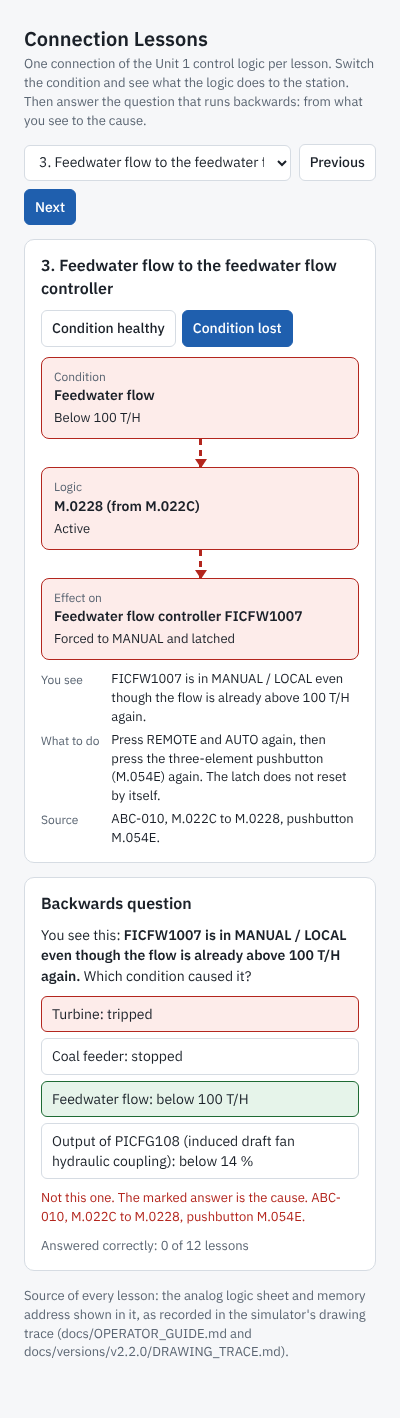 Connection Lessons
One connection of the Unit 1 control logic per lesson. Switch
the condition and see what the logic does to the station.
Then answer the question that runs backwards: from what
you see to the cause.
3. Feedwater flow to the feedwater f
Previous
Next
3. Feedwater flow to the feedwater flow
controller
Condition healthy
Condition lost
Condition
Feedwater flow
Below 100 T/H
Logic
M.0228 (from M.022C)
Active
Effect on
Feedwater flow controller FICFW1007
Forced to MANUAL and latched
You see
FICFW1007 is in MANUAL / LOCAL even
though the flow is already above 100 T/H
again.
What to do
Press REMOTE and AUTO again, then
press the three-element pushbutton
(M.054E) again. The latch does not reset
by itself.
Source
ABC-010, M.022C to M.0228, pushbutton
M.054E.
Backwards question
You see this: FICFW1007 is in MANUAL / LOCAL
even though the flow is already above 100 T/H
again. Which condition caused it?
Turbine: tripped
Coal feeder: stopped
Feedwater flow: below 100 T/H
Output of PICFG108 (induced draft fan
hydraulic coupling): below 14 %
Not this one. The marked answer is the cause. ABC-
010, M.022C to M.0228, pushbutton M.054E.
Answered correctly: 0 of 12 lessons
Source of every lesson: the analog logic sheet and memory
address shown in it, as recorded in the simulator's drawing
trace (docs/OPERATOR_GUIDE.md and
docs/versions/v2.2.0/DRAWING_TRACE.md).